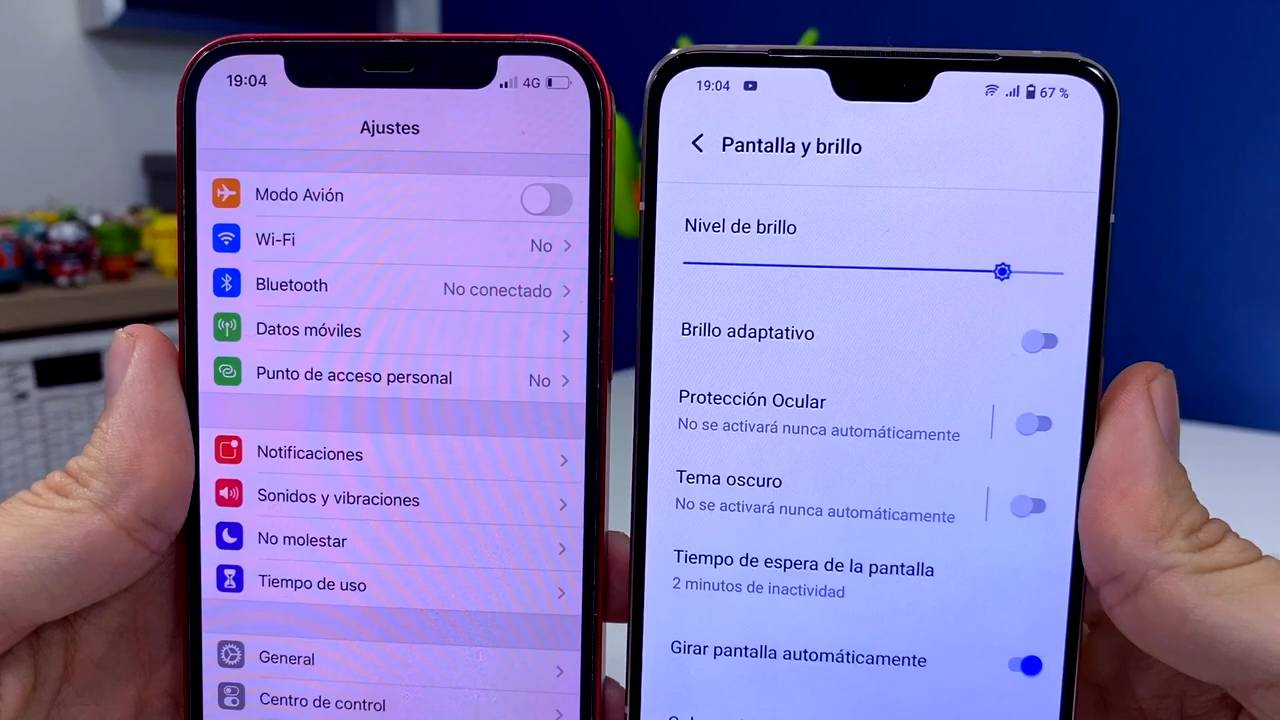 19:04
4G
Ajustes
Modo Avión
Wi-Fi
No
Bluetooth
No conectado
Datos móviles
Punto de acceso personal
No
Notificaciones
Sonidos y vibraciones
No molestar
Tiempo de uso
General
Centro de control
19:04
67 %
Pantalla y brillo
Nivel de brillo
Brillo adaptativo
Protección Ocular
No se activará nunca automáticamente
Tema oscuro
No se activará nunca automáticamente
Tiempo de espera de la pantalla
2 minutos de inactividad
Girar pantalla automáticamente